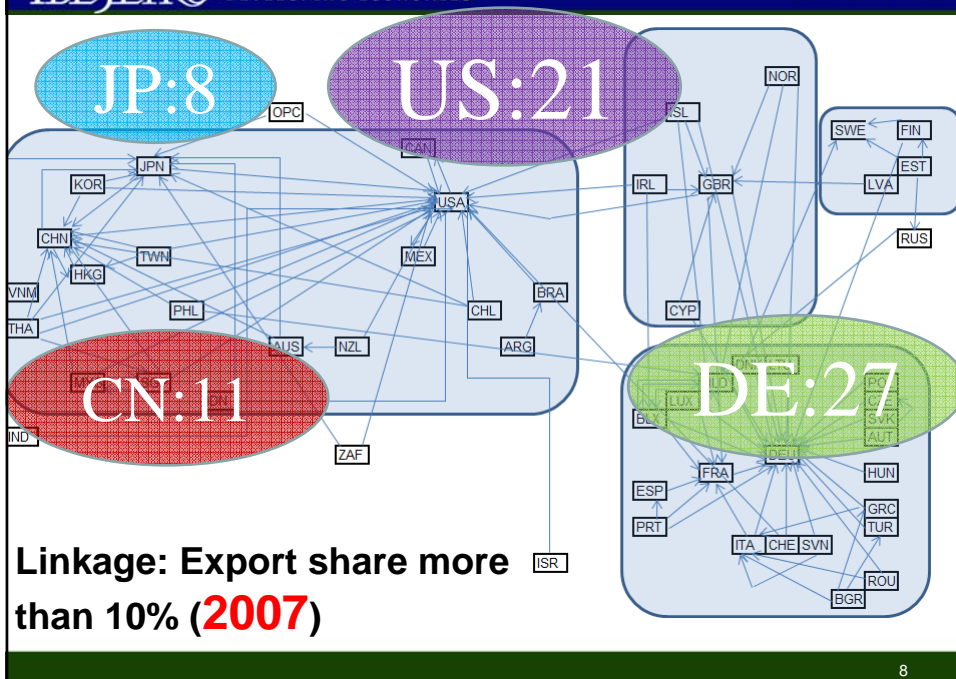 JP:8
US:21
NOR
OPC
ISL
SWE
FIN
CAN
JPN
EST
KOR
IRL
GBR
LVA
USA
CHN
RUS
TWN
MEX
HKG
VNM
BRA
PHL
CHL
CYP
THA
AUS
NZL
ARG
CN:11
DE:27
LUX
IND
ZAF
DEU
FRA
HUN
ESP
GRC
PRT
TUR
ITA CHE SVN
Linkage: Export share more
ISR
ROU
than 10% (2007)
BGR
SVK
AUT
8